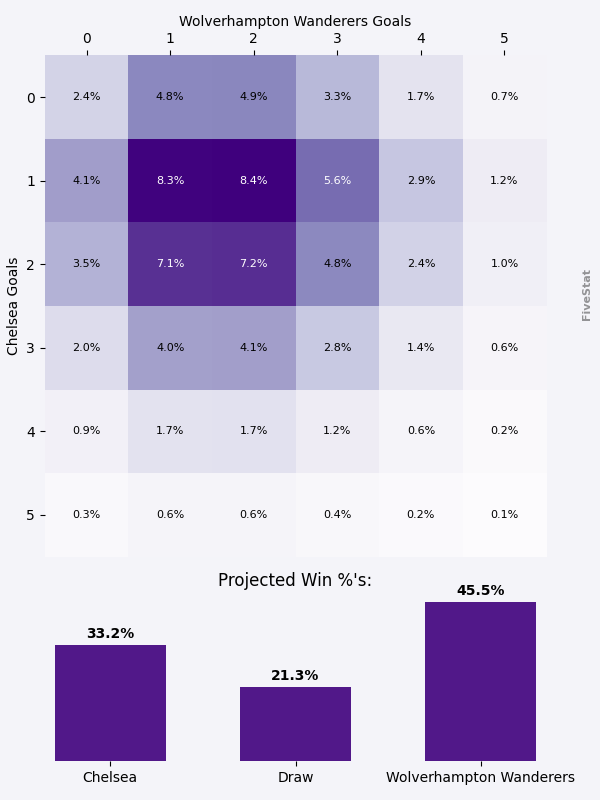 Wolverhampton Wanderers Goals
0 1 2 3 4 5
0 2.4% 4.8% 4.9% 3.3% 1.7% 0.7%
1 4.1% 8.3% 8.4% 5.6% 2.9% 1.2%
2 3.5% 7.1% 7.2% 4.8% 2.4% 1.0%
3 2.0% 4.0% 4.1% 2.8% 1.4% 0.6%
4 0.9% 1.7% 1.7% 1.2% 0.6% 0.2%
5 0.3% 0.6% 0.6% 0.4% 0.2% 0.1%
Chelsea Goals
FiveStat
Projected Win %'s:
33.2% 21.3% 45.5%
Chelsea Draw Wolverhampton Wanderers